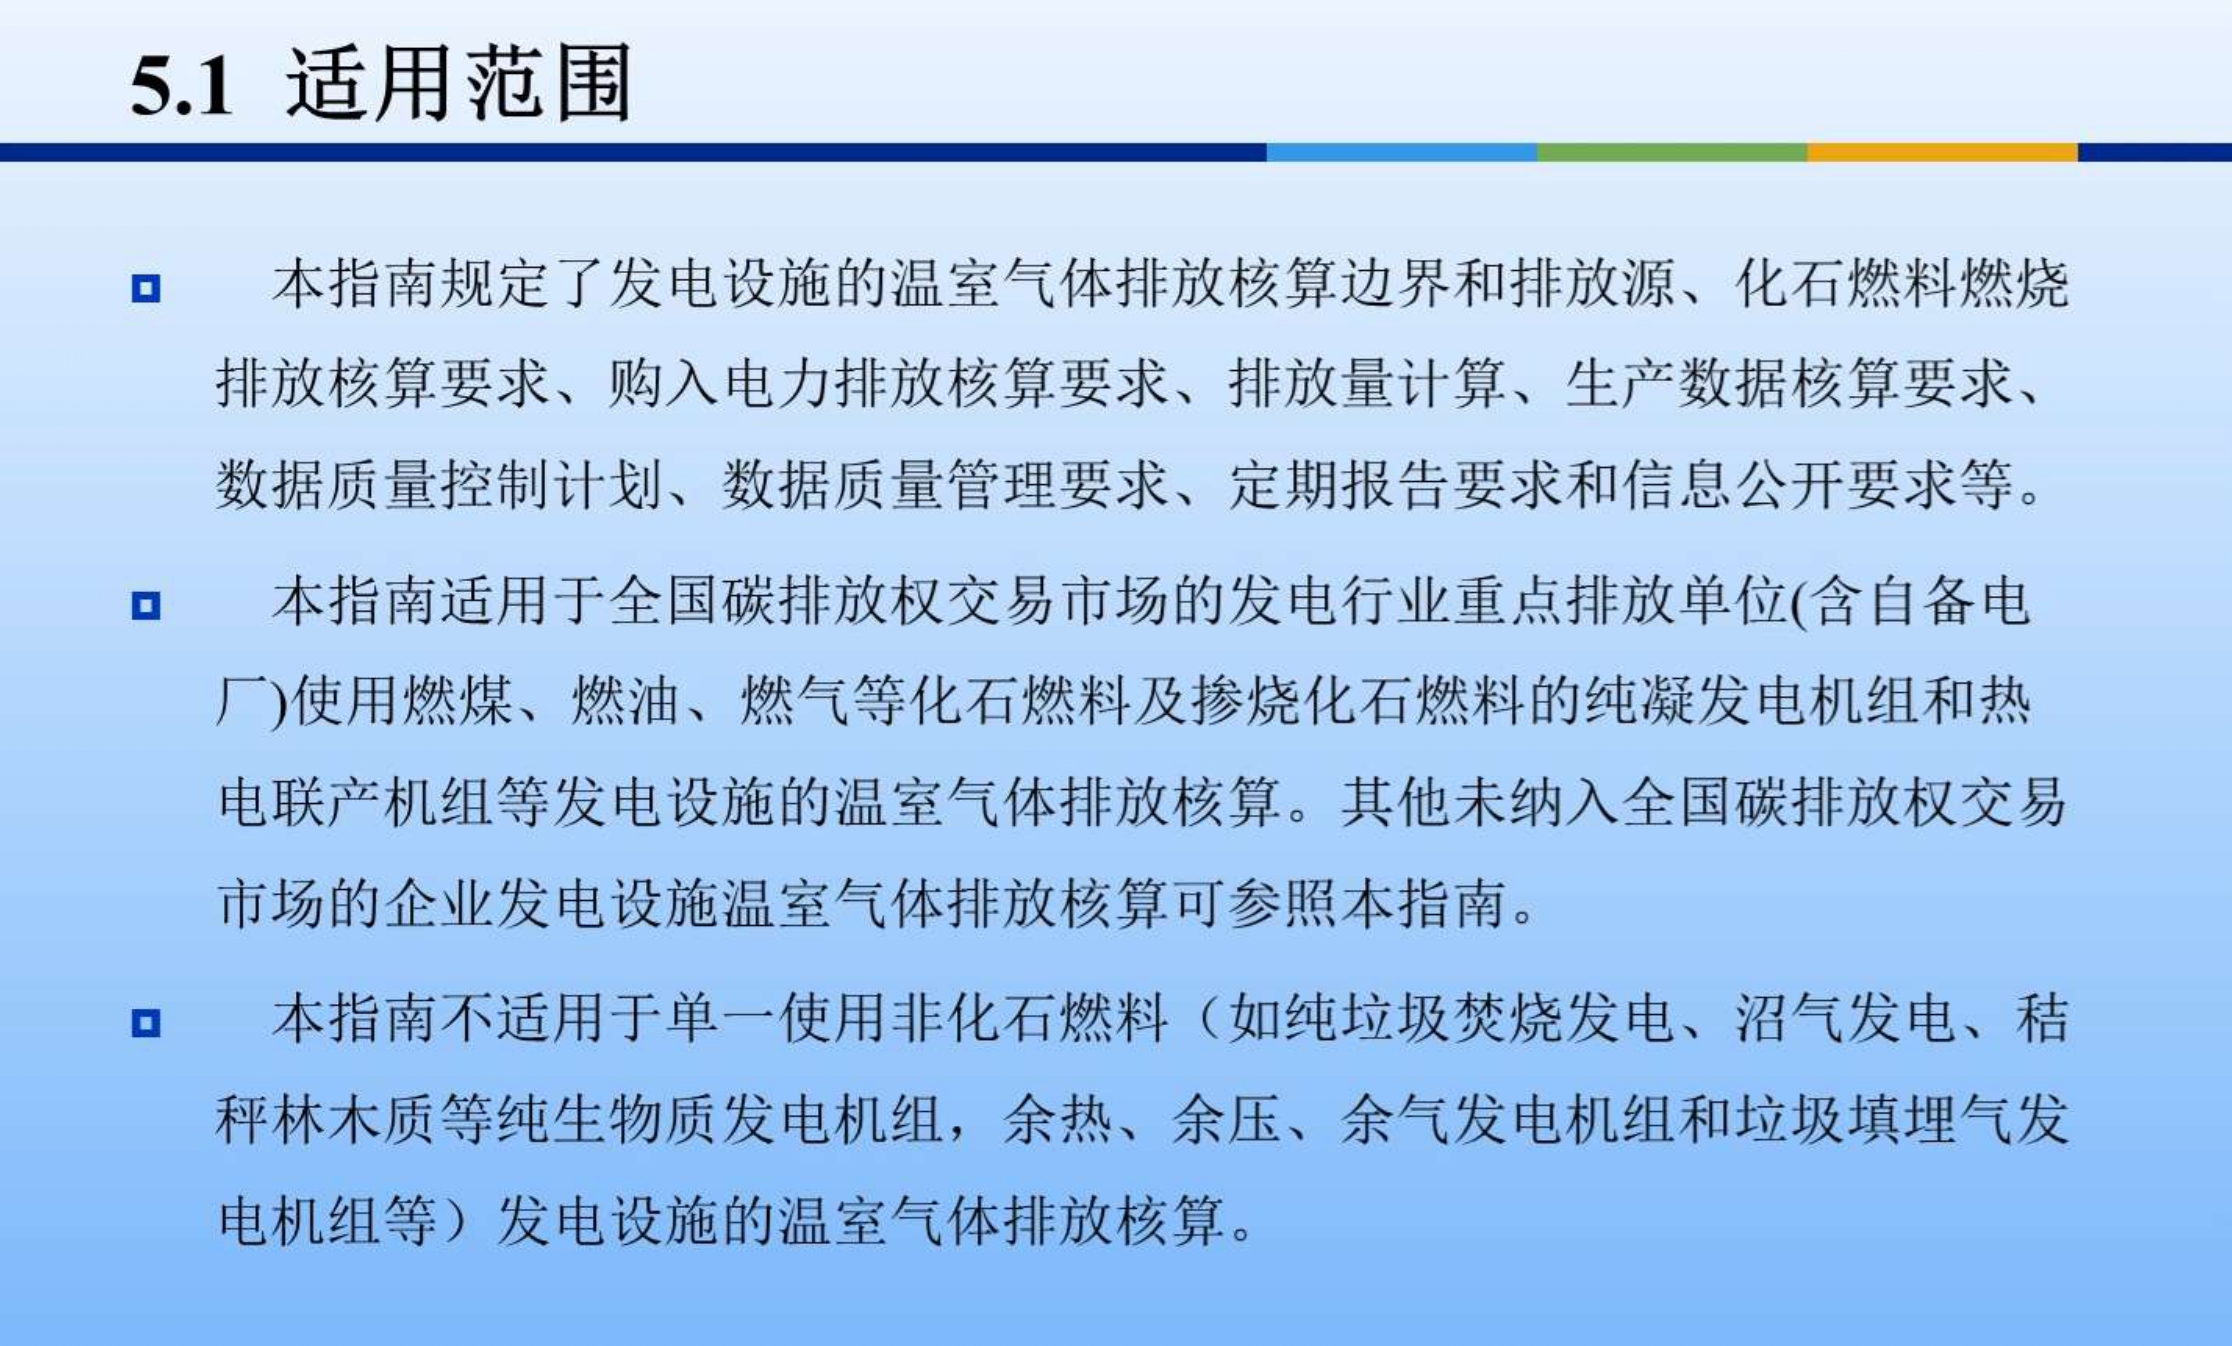 5.1 适用范围
本指南规定了发电设施的温室气体排放核算边界和排放源、化石燃料燃烧
排放核算要求、购入电力排放核算要求、排放量计算、生产数据核算要求、
数据质量控制计划、数据质量管理要求、定期报告要求和信息公开要求等。
本指南适用于全国碳排放权交易市场的发电行业重点排放单位(含自备电
厂)使用燃煤、燃油、燃气等化石燃料及掺烧化石燃料的纯凝发电机组和热
电联产机组等发电设施的温室气体排放核算。其他未纳入全国碳排放权交易
市场的企业发电设施温室气体排放核算可参照本指南。
本指南不适用于单一使用非化石燃料（如纯垃圾焚烧发电、沼气发电、秸
秤林木质等纯生物质发电机组，余热、余压、余气发电机组和垃圾填埋气发
电机组等）发电设施的温室气体排放核算。